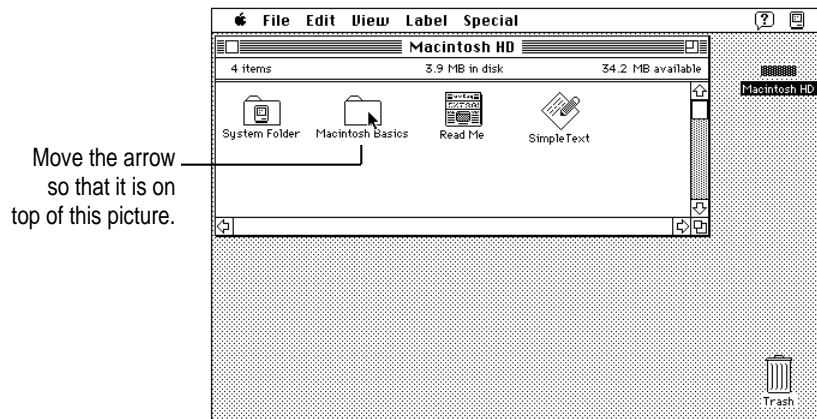 File Edit View Label Special
Macintosh HD
4 items 3.9 MB in disk 34.2 MB available
Macintosh HD
System Folder Macintosh Basics Read Me SimpleText
Move the arrow
so that it is on
top of this picture.
Trash